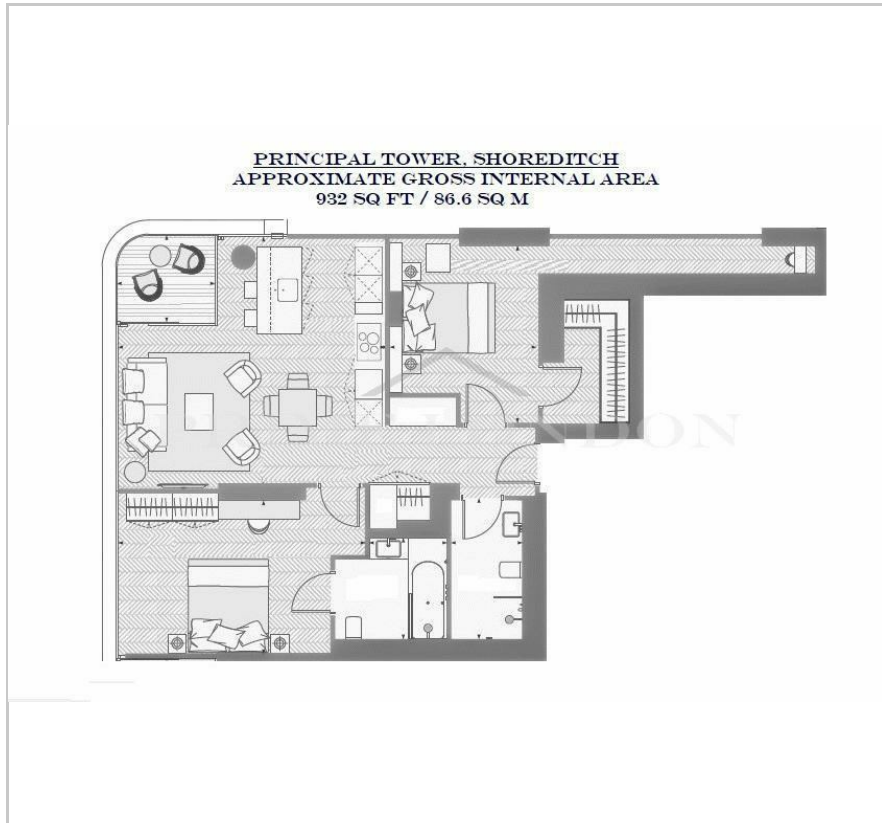 PRINCIPAL TOWER, SHOREDITCH
APPROXIMATE GROSS INTERNAL AREA
932 SQ FT / 86.6 SQ M